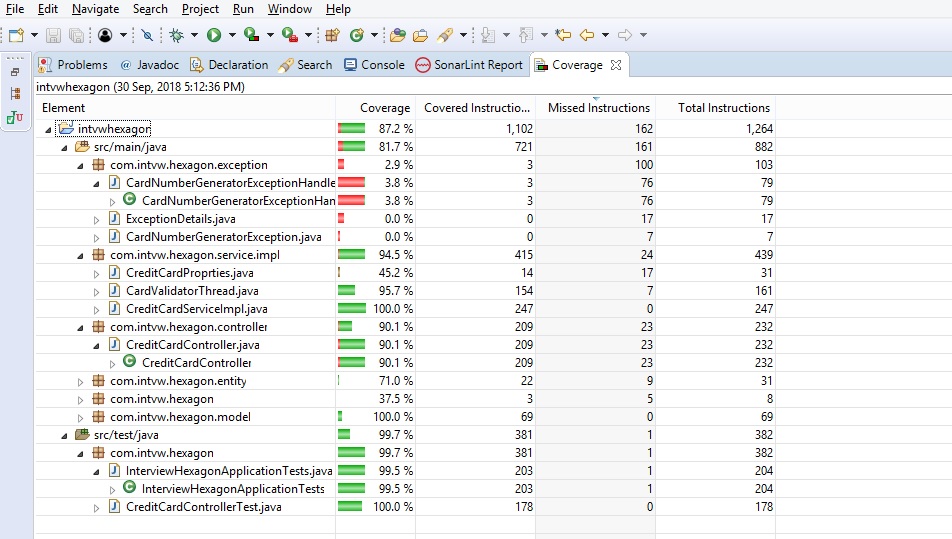 File Edit Navigate Search Project Run Window Help
Problems @ Javadoc Declaration Search Console SonarLint Report Coverage
intvwhexagon (30 Sep, 2018 5:12:36 PM)
Element Coverage Covered Instructio... Missed Instructions Total Instructions
intvwhexagon 87.2 % 1,102 162 1,264
src/main/java 81.7 % 721 161 882
com.intvw.hexagon.exception 2.9 % 3 100 103
CardNumberGeneratorExceptionHandle 3.8 % 3 76 79
CardNumberGeneratorExceptionHan 3.8 % 3 76 79
ExceptionDetails.java 0.0 % 0 17 17
CardNumberGeneratorException.java 0.0 % 0 7 7
com.intvw.hexagon.service.impl 94.5 % 415 24 439
CreditCardProprties.java 45.2 % 14 17 31
CardValidatorThread.java 95.7 % 154 7 161
CreditCardServiceImpl.java 100.0 % 247 0 247
com.intvw.hexagon.controller 90.1 % 209 23 232
CreditCardController.java 90.1 % 209 23 232
CreditCardController 90.1 % 209 23 232
com.intvw.hexagon.entity 71.0 % 22 9 31
com.intvw.hexagon 37.5 % 3 5 8
com.intvw.hexagon.model 100.0 % 69 0 69
src/test/java 99.7 % 381 1 382
com.intvw.hexagon 99.7 % 381 1 382
InterviewHexagonApplicationTests.java 99.5 % 203 1 204
InterviewHexagonApplicationTests 99.5 % 203 1 204
CreditCardControllerTest.java 100.0 % 178 0 178